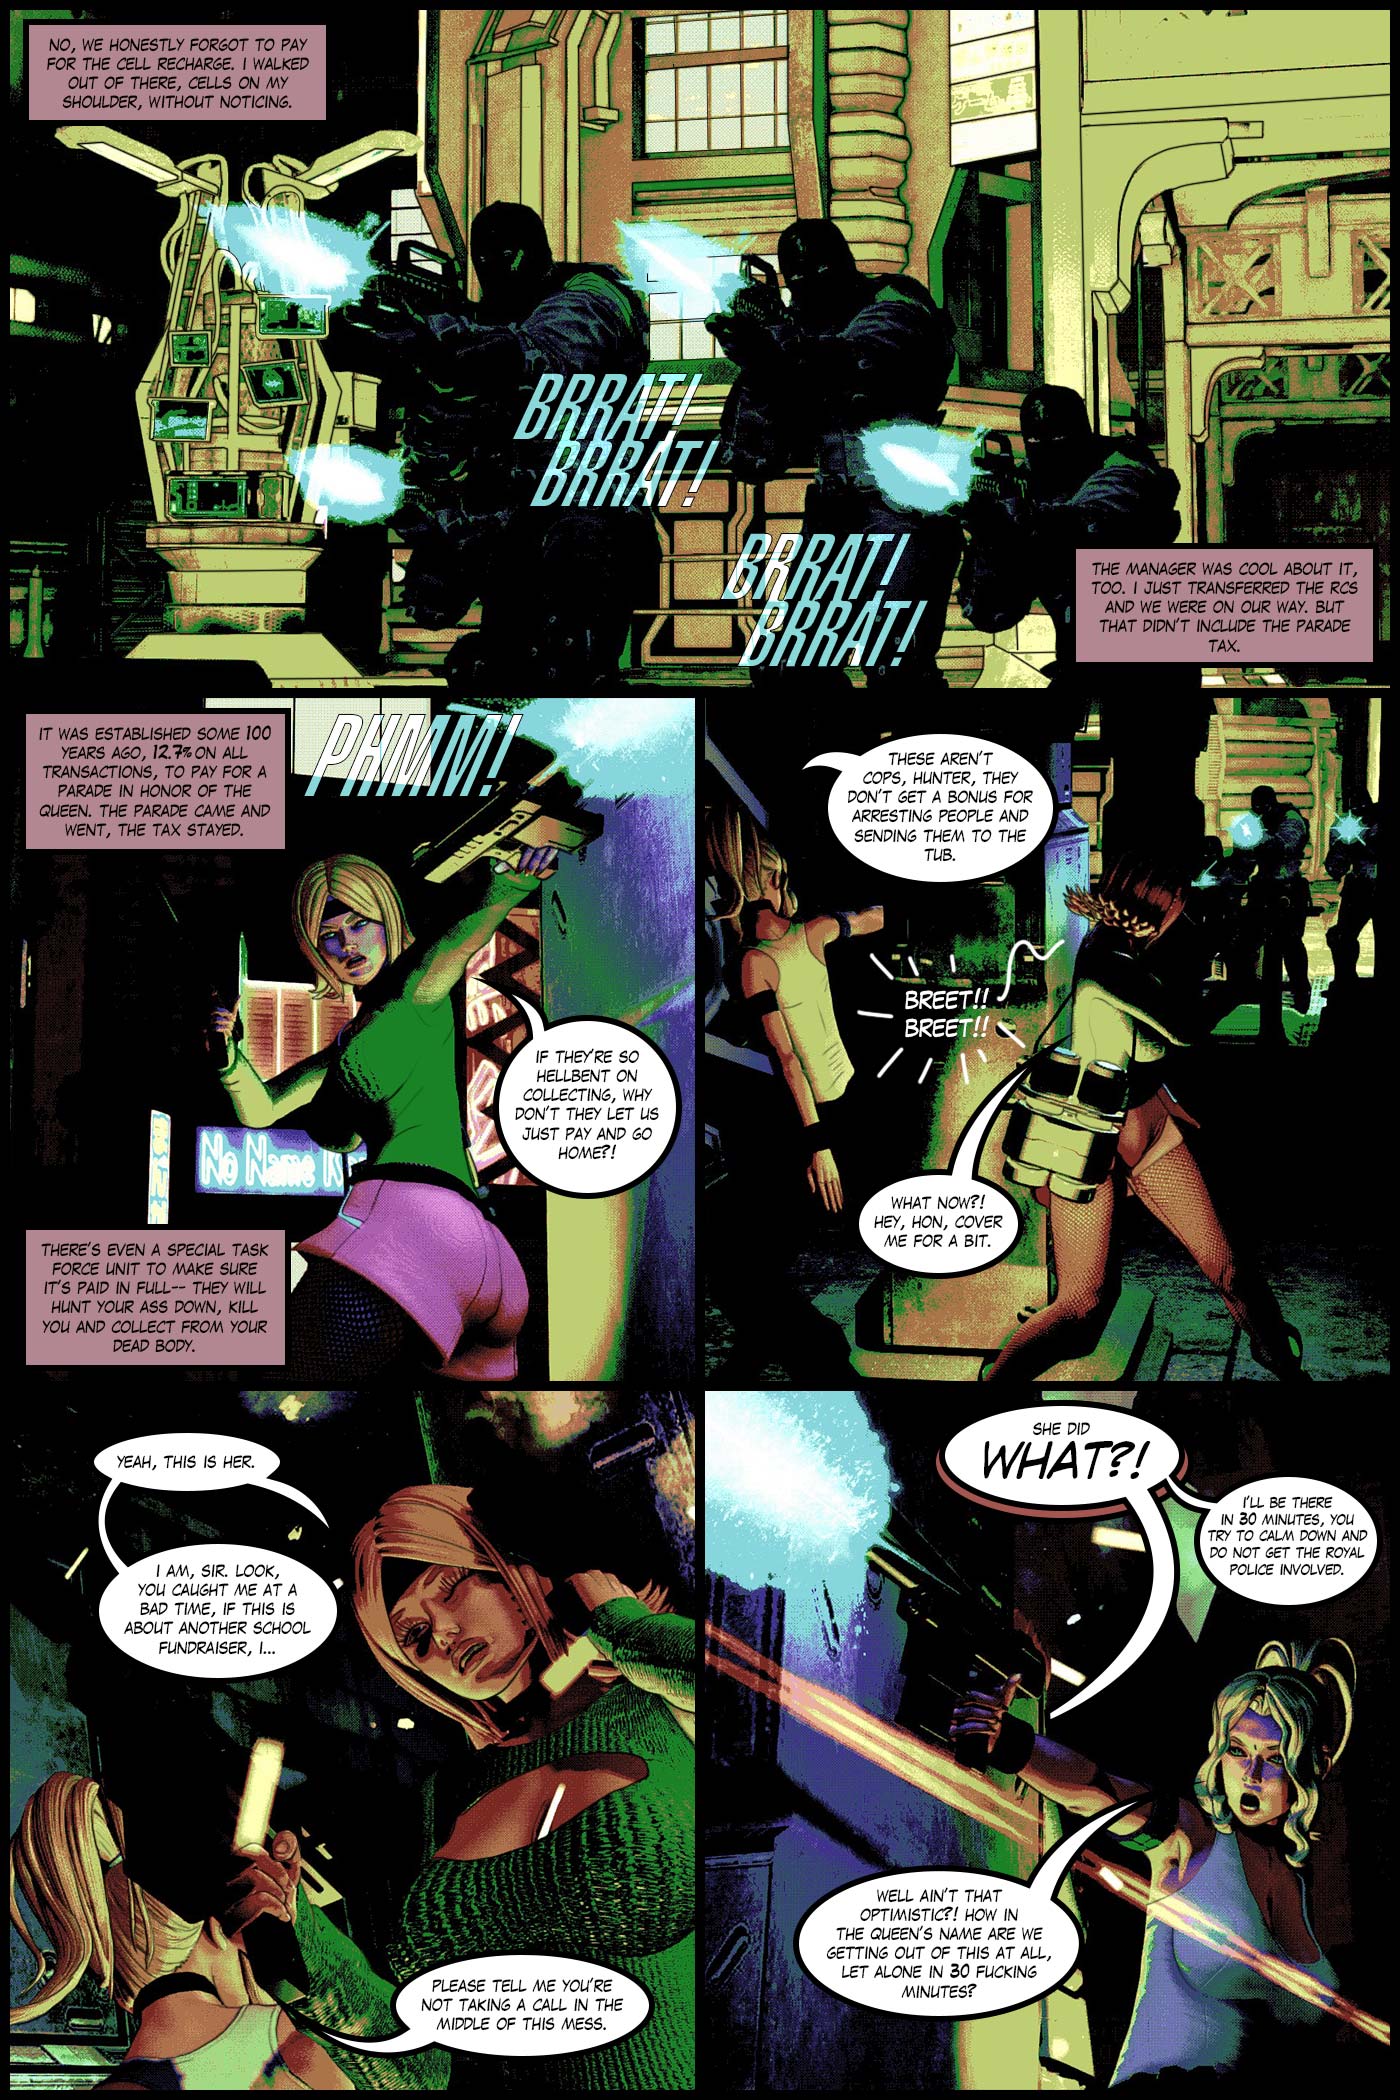 NO, WE HONESTLY FORGOT TO PAY
FOR THE CELL RECHARGE. I WALKED
OUT OF THERE, CELLS ON MY
SHOULDER, WITHOUT NOTICING.
BRRAT!
BRRAT!
BRRAT!
BRRAT!
THE MANAGER WAS COOL ABOUT IT,
TOO. I JUST TRANSFERRED THE RCS
AND WE WERE ON OUR WAY. BUT
THAT DIDN'T INCLUDE THE PARADE
TAX.
IT WAS ESTABLISHED SOME 100
YEARS AGO, 12.7% ON ALL
TRANSACTIONS, TO PAY FOR A
PARADE IN HONOR OF THE
QUEEN. THE PARADE CAME AND
WENT, THE TAX STAYED.
PHMM!
IF THEY'RE SO
HELLBENT ON
COLLECTING, WHY
DON'T THEY LET US
JUST PAY AND GO
HOME?!
No Name
THERE'S EVEN A SPECIAL TASK
FORCE UNIT TO MAKE SURE
IT'S PAID IN FULL-- THEY WILL
HUNT YOUR ASS DOWN, KILL
YOU AND COLLECT FROM YOUR
DEAD BODY.
THESE AREN'T
COPS, HUNTER, THEY
DON'T GET A BONUS FOR
ARRESTING PEOPLE AND
SENDING THEM TO THE
TUB.
BREET!!
BREET!!
WHAT NOW?!
HEY, HON, COVER
ME FOR A BIT.
YEAH, THIS IS HER.
I AM, SIR. LOOK,
YOU CAUGHT ME AT A
BAD TIME, IF THIS IS
ABOUT ANOTHER SCHOOL
FUNDRAISER, I...
PLEASE TELL ME YOU'RE
NOT TAKING A CALL IN THE
MIDDLE OF THIS MESS.
SHE DID
WHAT?!
I'LL BE THERE
IN 30 MINUTES, YOU
TRY TO CALM DOWN AND
DO NOT GET THE ROYAL
POLICE INVOLVED.
WELL AIN'T THAT
OPTIMISTIC?! HOW IN
THE QUEEN'S NAME ARE WE
GETTING OUT OF THIS AT ALL,
LET ALONE IN 30 FUCKING
MINUTES?